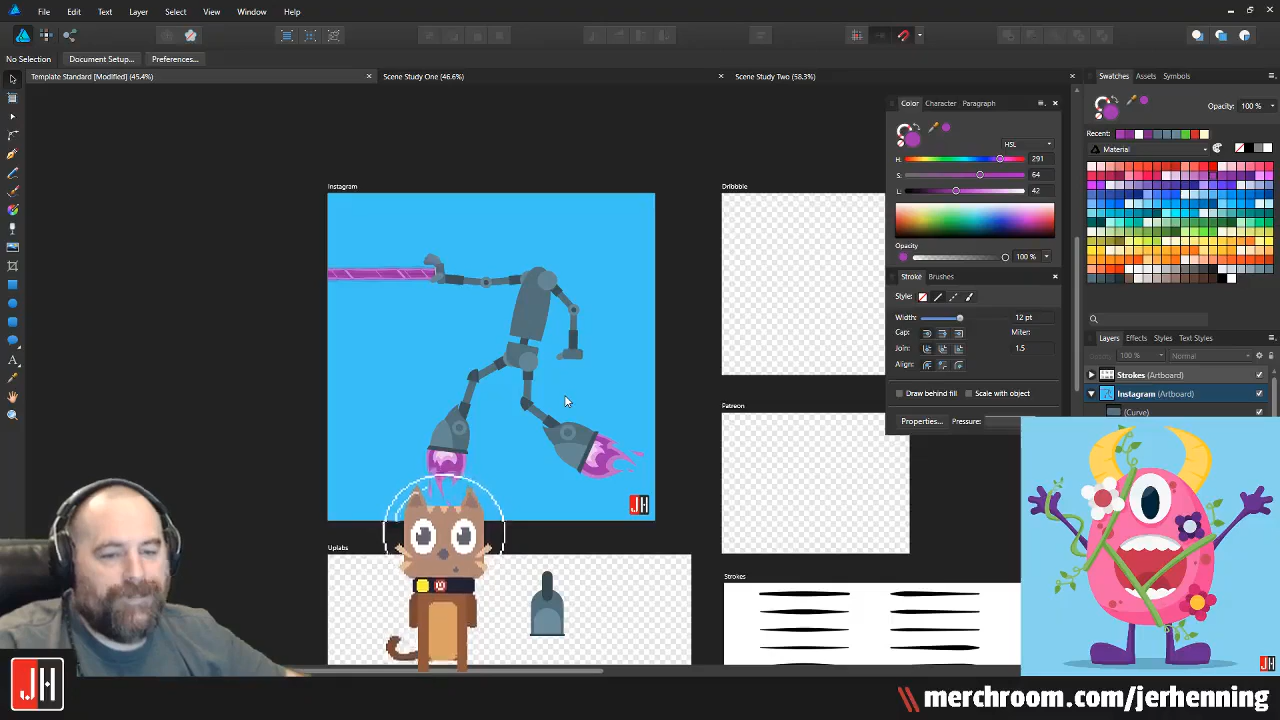 File Edit Text Layer Select View Window Help
No Selection Document Setup... Preferences...
Template Standard [Modified] (45.4%)
Scene Study One (46.6%)
Scene Study Two (58.3%)
Instagram
Dribbble
Patreon
Uplabs
Strokes
JH
Color Character Paragraph
HSL
H: 291
S: 64
L: 42
Opacity
100 %
Stroke Brushes
Style:
Width: 12 pt
Cap: Miter:
Join: 1.5
Align:
Draw behind fill Scale with object
Properties... Pressure:
Swatches Assets Symbols
Opacity: 100 %
Recent:
Material
Layers Effects Styles Text Styles
Opacity: 100 % Normal
Strokes (Artboard)
Instagram (Artboard)
(Curve)
JH
JH
merchroom.com/jerhenning